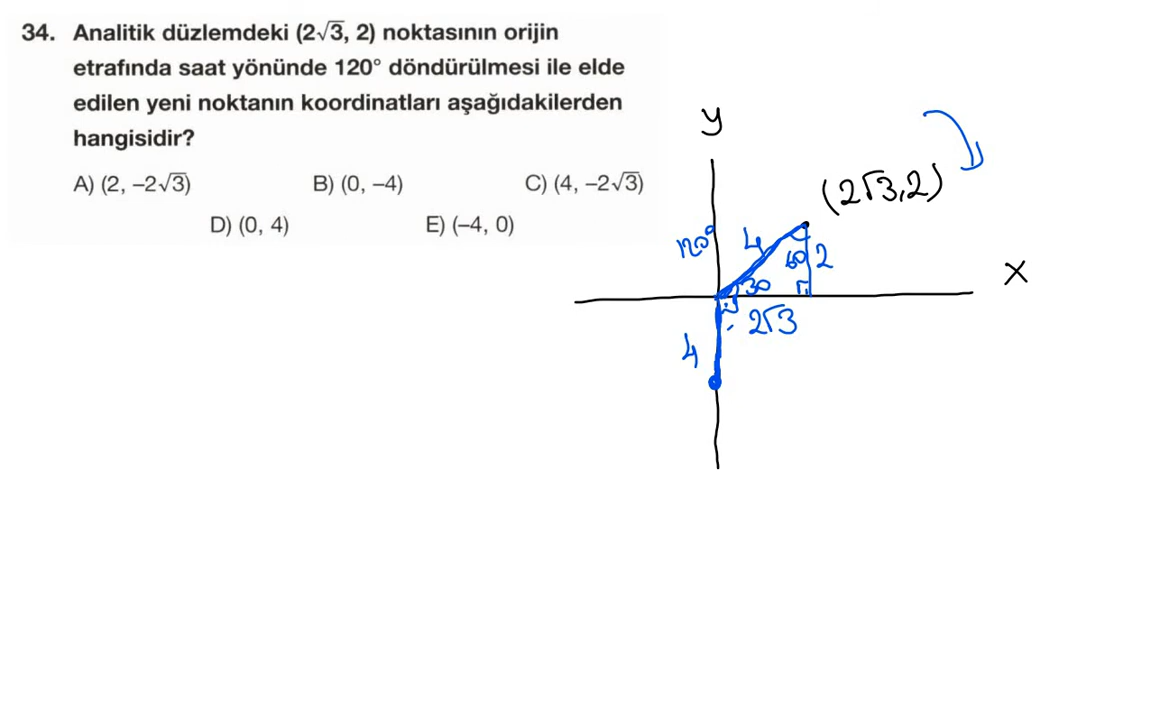 34. Analitik düzlemdeki (2√3, 2) noktasının orijin
etrafında saat yönünde 120° döndürülmesi ile elde
edilen yeni noktanın koordinatları aşağıdakilerden
hangisidir?
A) (2, −2√3) B) (0, −4) C) (4, −2√3)
D) (0, 4) E) (−4, 0)
y
(2√3,2)
120°
4
60
2
30
x
2√3
4